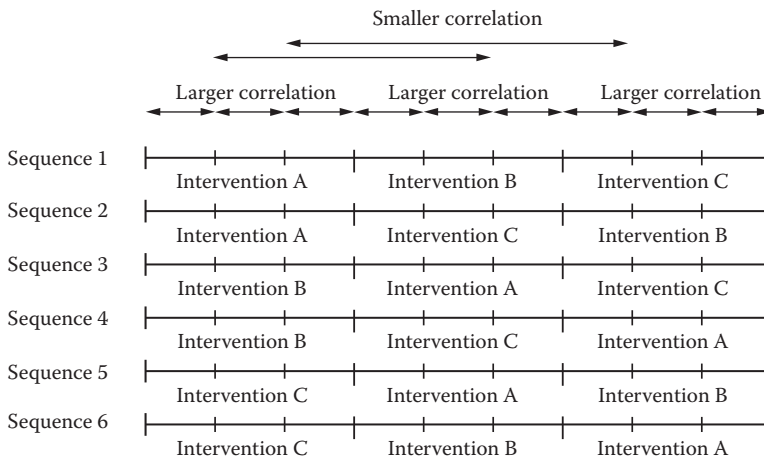 Smaller correlation
Larger correlation Larger correlation Larger correlation
Sequence 1
Intervention A Intervention B Intervention C
Sequence 2
Intervention A Intervention C Intervention B
Sequence 3
Intervention B Intervention A Intervention C
Sequence 4
Intervention B Intervention C Intervention A
Sequence 5
Intervention C Intervention A Intervention B
Sequence 6
Intervention C Intervention B Intervention A